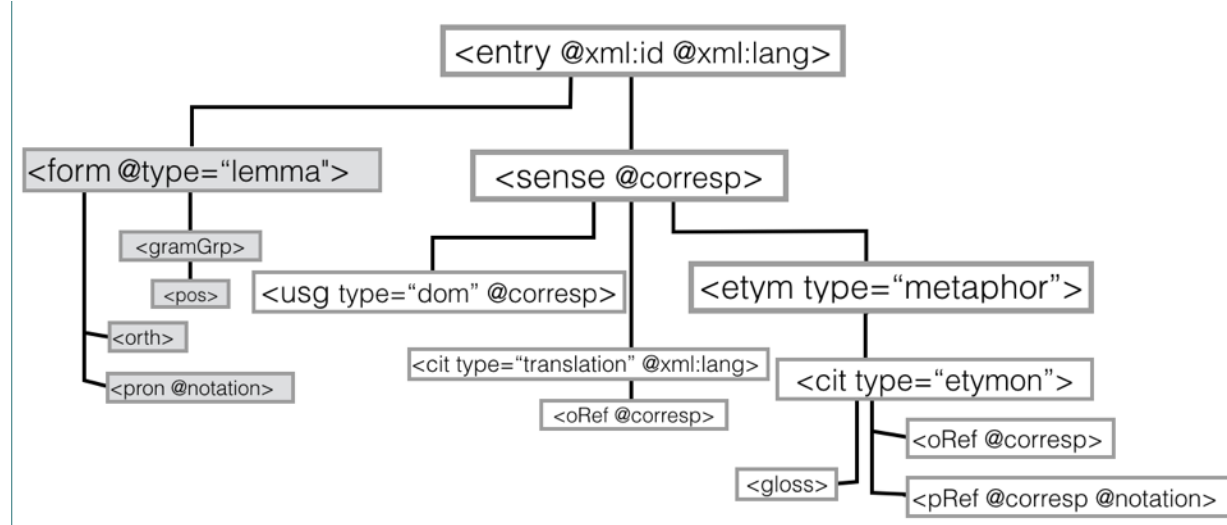 <entry @xml:id @xml:lang>
<form @type=“lemma">
<sense @corresp>
<gramGrp>
<pos>
<usg type=“dom” @corresp>
<etym type=“metaphor”>
<orth>
<pron @notation>
<cit type=“translation” @xml:lang>
<cit type=“etymon”>
<oRef @corresp>
<oRef @corresp>
<gloss>
<pRef @corresp @notation>